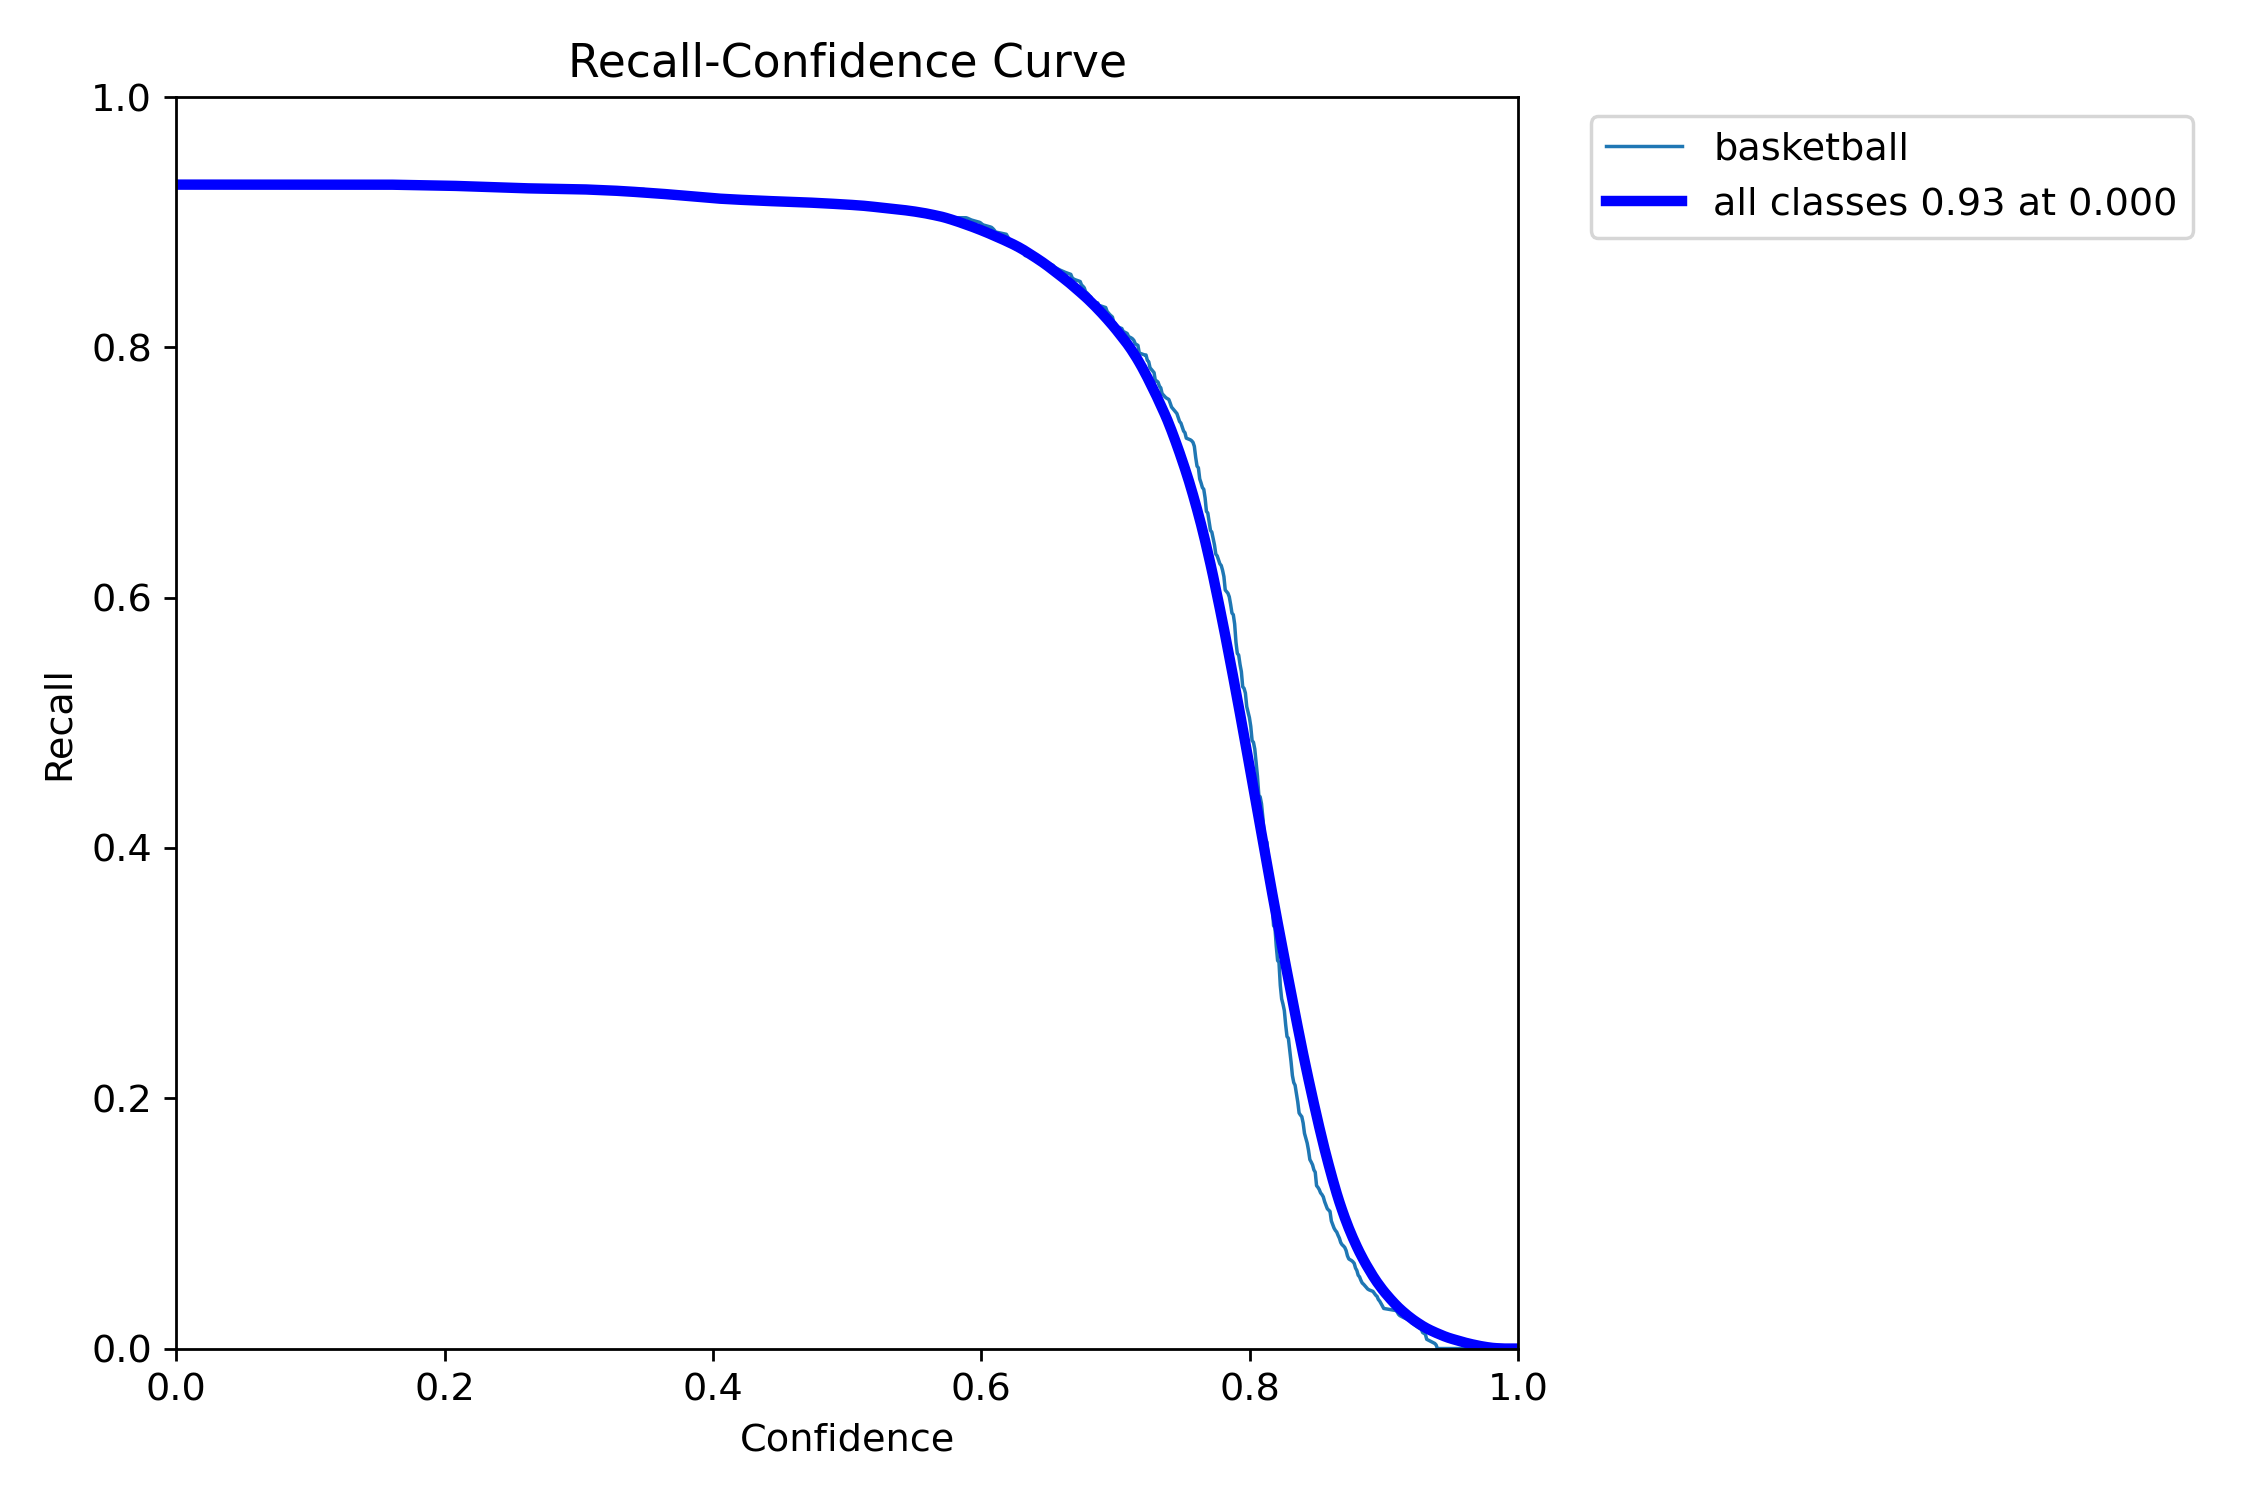 Recall-Confidence Curve
1.0
0.8
0.6
0.4
0.2
0.0
Recall
0.0 0.2 0.4 0.6 0.8 1.0
Confidence
basketball
all classes 0.93 at 0.000